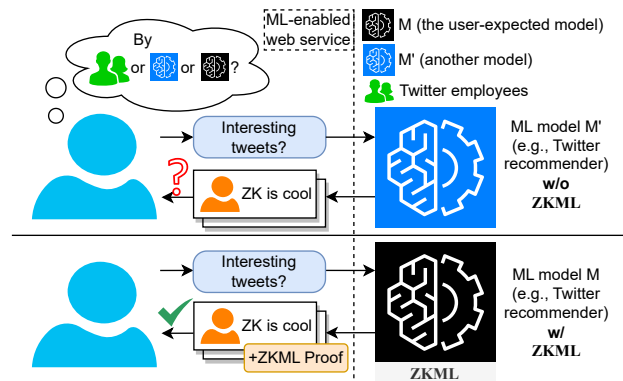 By
or or ?
ML-enabled
web service
M (the user-expected model)
M' (another model)
Twitter employees
Interesting
tweets?
?
ZK is cool
ML model M'
(e.g., Twitter
recommender)
w/o
ZKML
Interesting
tweets?
ZK is cool
+ZKML Proof
ML model M
(e.g., Twitter
recommender)
w/
ZKML
ZKML